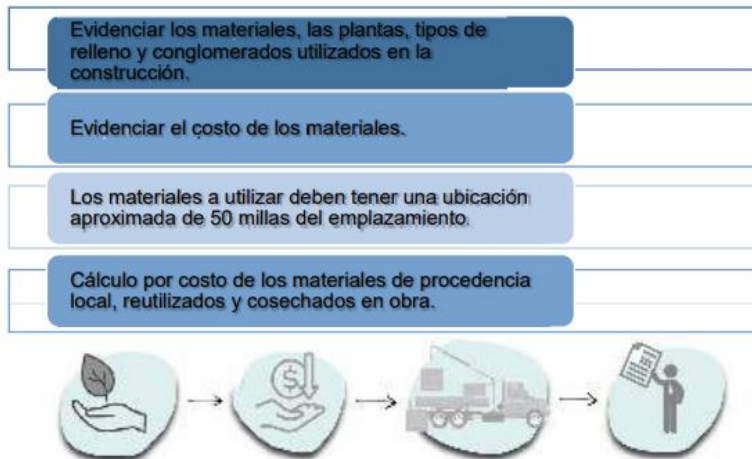 Evidenciar los materiales, las plantas, tipos de
relleno y conglomerados utilizados en la
construcción.
Evidenciar el costo de los materiales.
Los materiales a utilizar deben tener una ubicación
aproximada de 50 millas del emplazamiento.
Cálculo por costo de los materiales de procedencia
local, reutilizados y cosechados en obra.
$